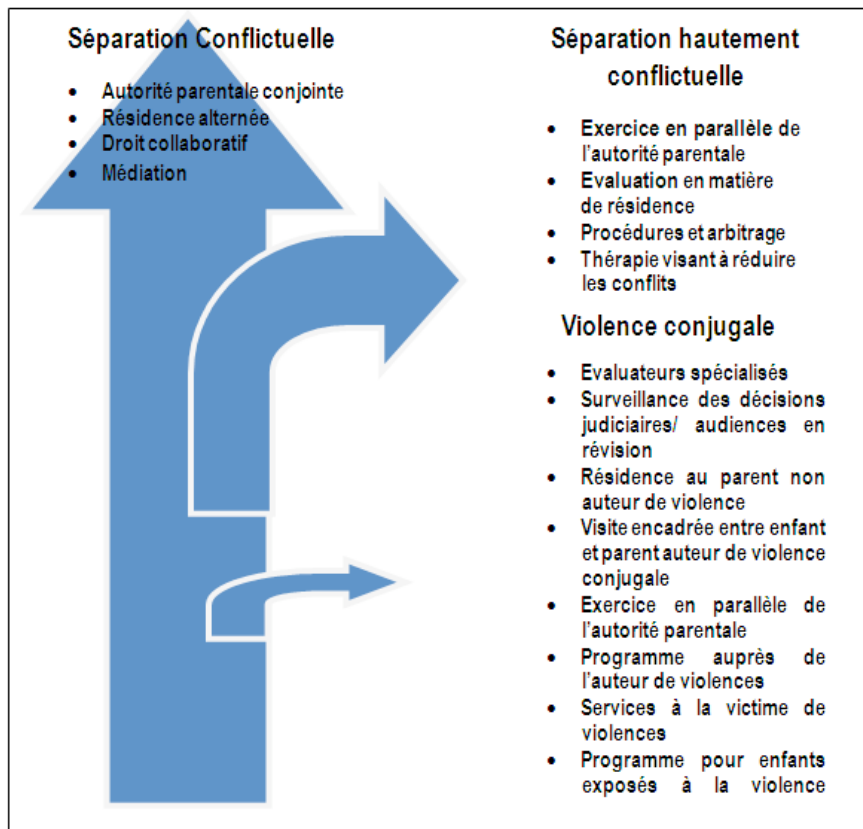 Séparation Conflictuelle
• Autorité parentale conjointe
• Résidence alternée
• Droit collaboratif
• Médiation
Séparation hautement
conflictuelle
• Exercice en parallèle de
l'autorité parentale
• Evaluation en matière
de résidence
• Procédures et arbitrage
• Thérapie visant à réduire
les conflits
Violence conjugale
• Evaluateurs spécialisés
• Surveillance des décisions
judiciaires/ audiences en
révision
• Résidence au parent non
auteur de violence
• Visite encadrée entre enfant
et parent auteur de violence
conjugale
• Exercice en parallèle de
l'autorité parentale
• Programme auprès de
l'auteur de violences
• Services à la victime de
violences
• Programme pour enfants
exposés à la violence